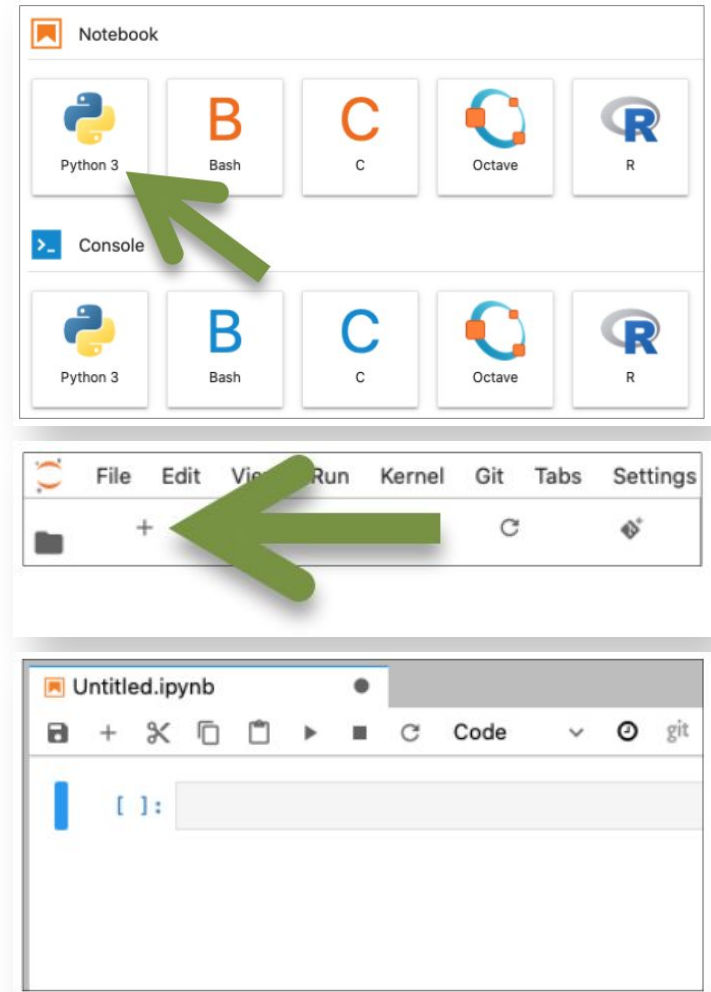 Notebook
Python 3 Bash C Octave R
Console
Python 3 Bash C Octave R
File Edit View Run Kernel Git Tabs Settings
Untitled.ipynb
Code git
[ ]: